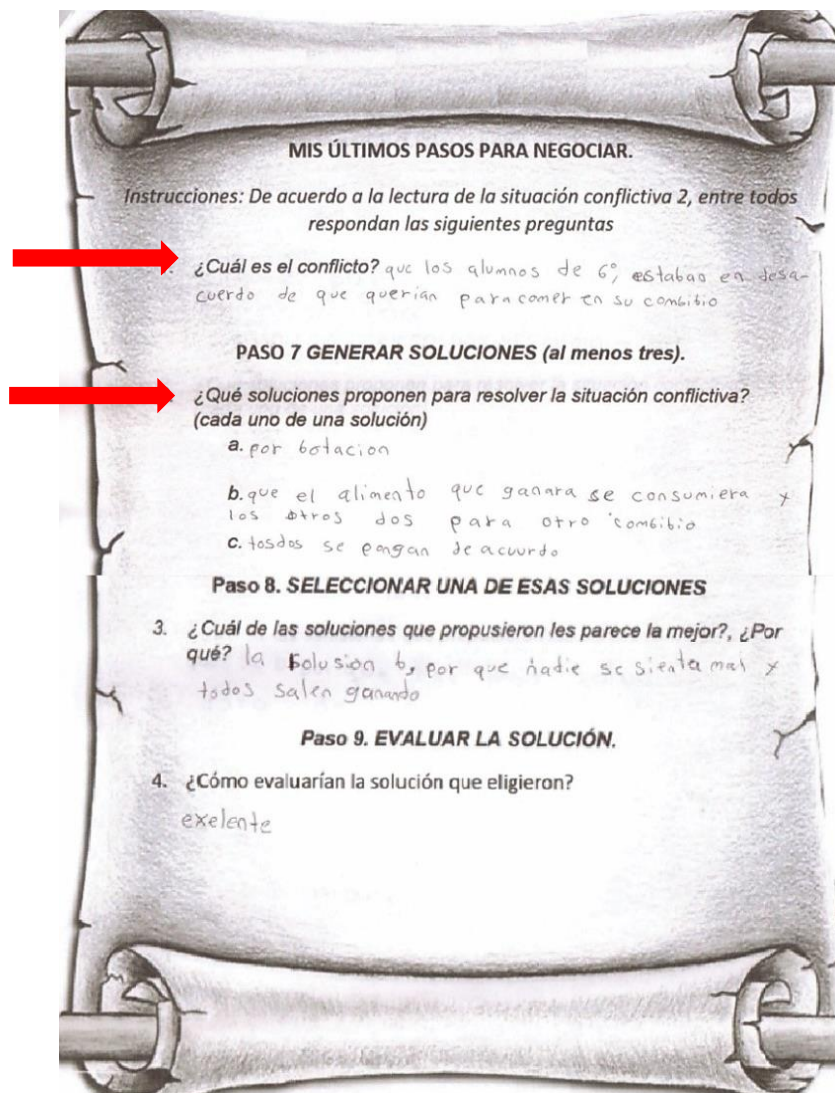 MIS ÚLTIMOS PASOS PARA NEGOCIAR.
Instrucciones: De acuerdo a la lectura de la situación conflictiva 2, entre todos
respondan las siguientes preguntas
¿Cuál es el conflicto? que los alumnos de 6°, estaban en desa-
cuerdo de que querian para comer en su combibio
PASO 7 GENERAR SOLUCIONES (al menos tres).
¿Qué soluciones proponen para resolver la situación conflictiva?
(cada uno de una solución)
a. por botacion
b. que el alimento que ganara se consumiera y
los otros dos para otro combibio
c. tosdos se pongan de acuurdo
Paso 8. SELECCIONAR UNA DE ESAS SOLUCIONES
3. ¿Cuál de las soluciones que propusieron les parece la mejor?, ¿Por
qué? la solusion b, por que nadie se sienta mal y
todos salen ganando
Paso 9. EVALUAR LA SOLUCIÓN.
4. ¿Cómo evaluarían la solución que eligieron?
exelente